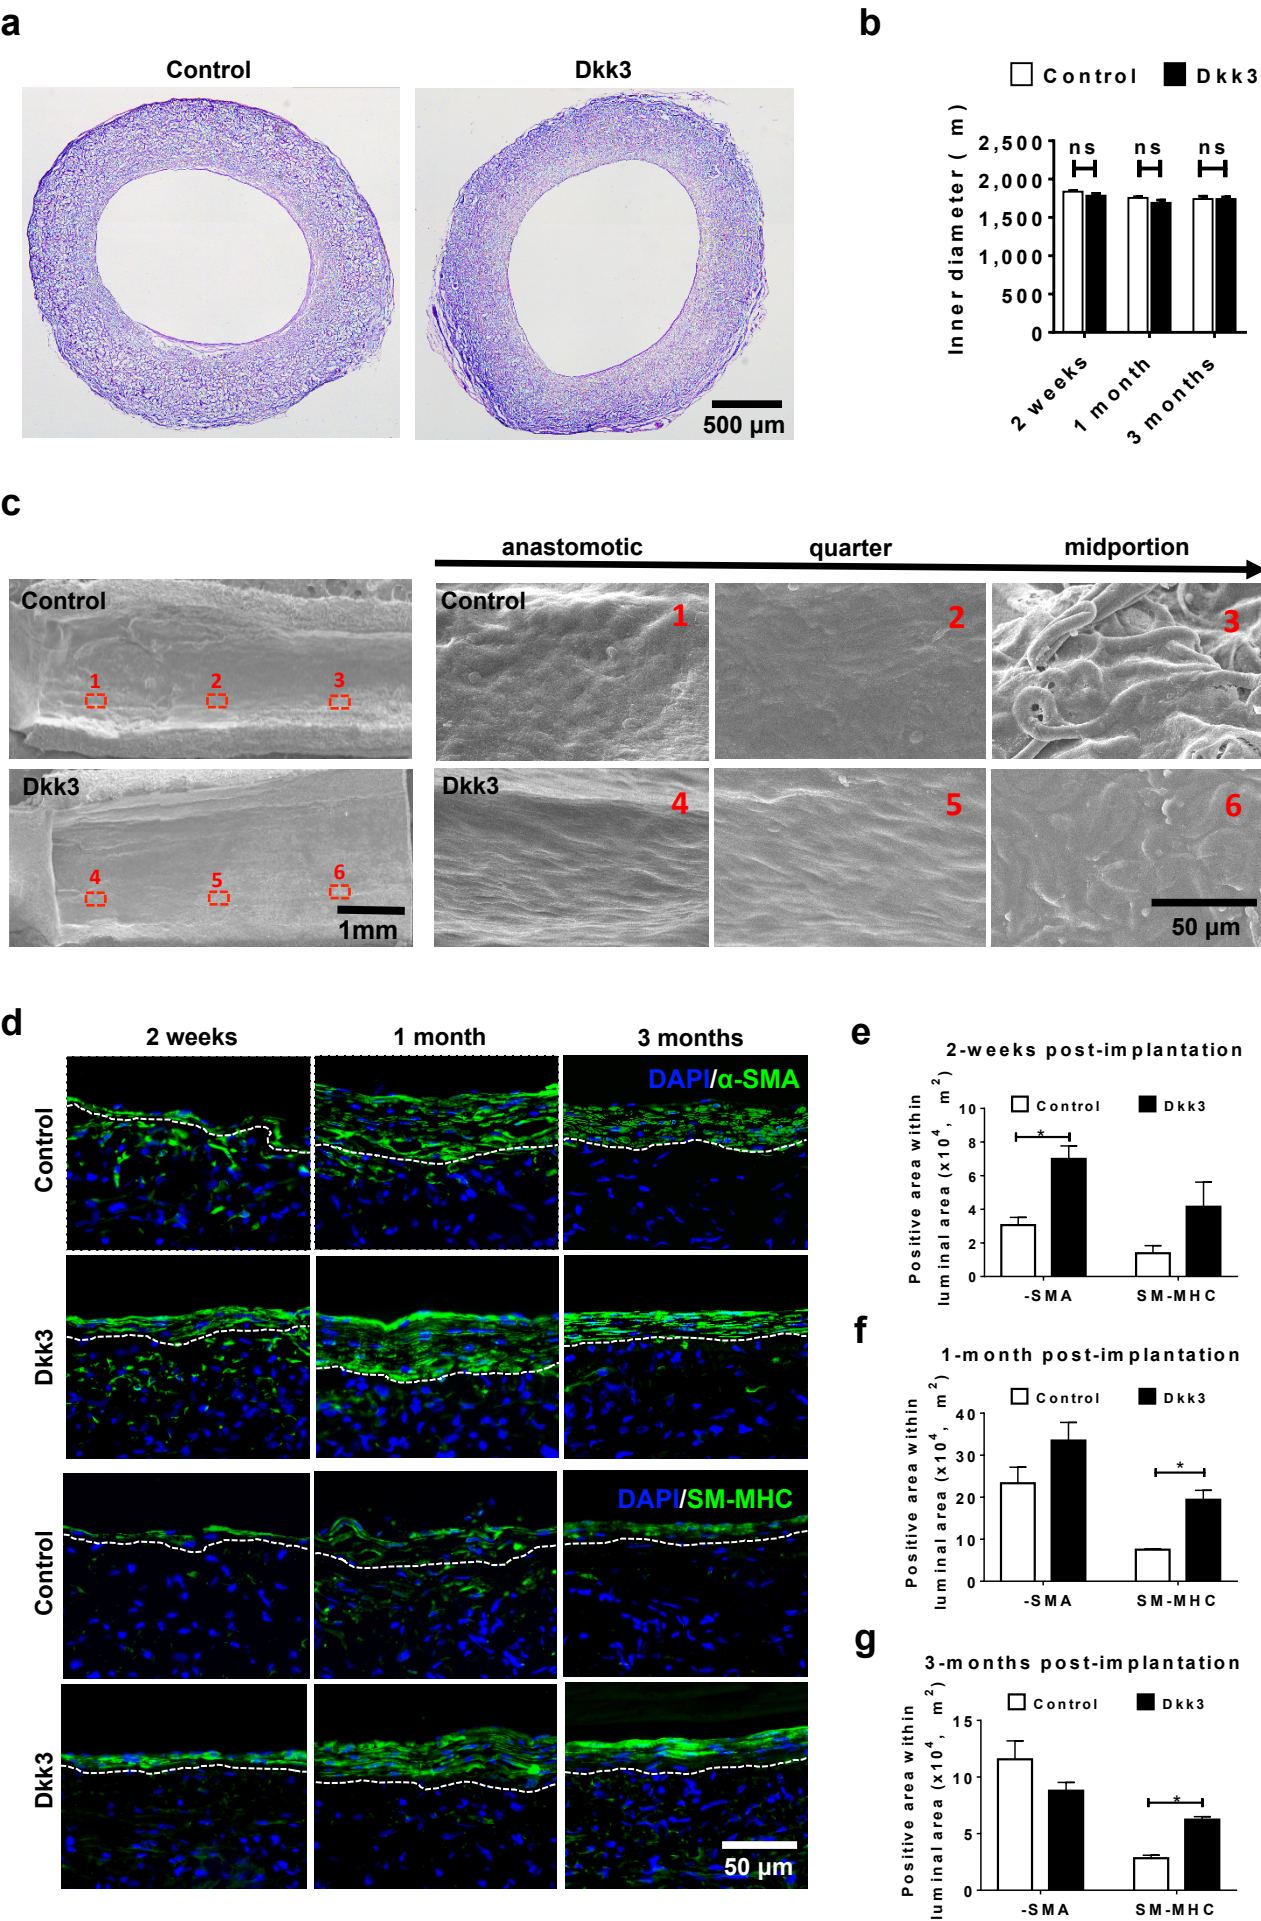 a
Control
Dkk3
500 µm
b
Control Dkk3
Inner diameter ( m)
2,500
2,000
1,500
1,000
500
0
ns ns ns
2 weeks
1 month
3 months
c
anastomotic quarter midportion
Control
1 2 3
Dkk3
4 5 6
1mm
Control
1 2 3
Dkk3
4 5 6
50 µm
d
2 weeks 1 month 3 months
Control
DAPI/α-SMA
Dkk3
Control
DAPI/SM-MHC
Dkk3
50 µm
e
2-weeks post-implantation
Control Dkk3
Positive area within
luminal area (x10⁴, m²)
10
8
6
4
2
0
*
-SMA SM-MHC
f
1-month post-implantation
Control Dkk3
Positive area within
luminal area (x10⁴, m²)
40
30
20
10
0
*
-SMA SM-MHC
g
3-months post-implantation
Control Dkk3
Positive area within
luminal area (x10⁴, m²)
15
10
5
0
*
-SMA SM-MHC